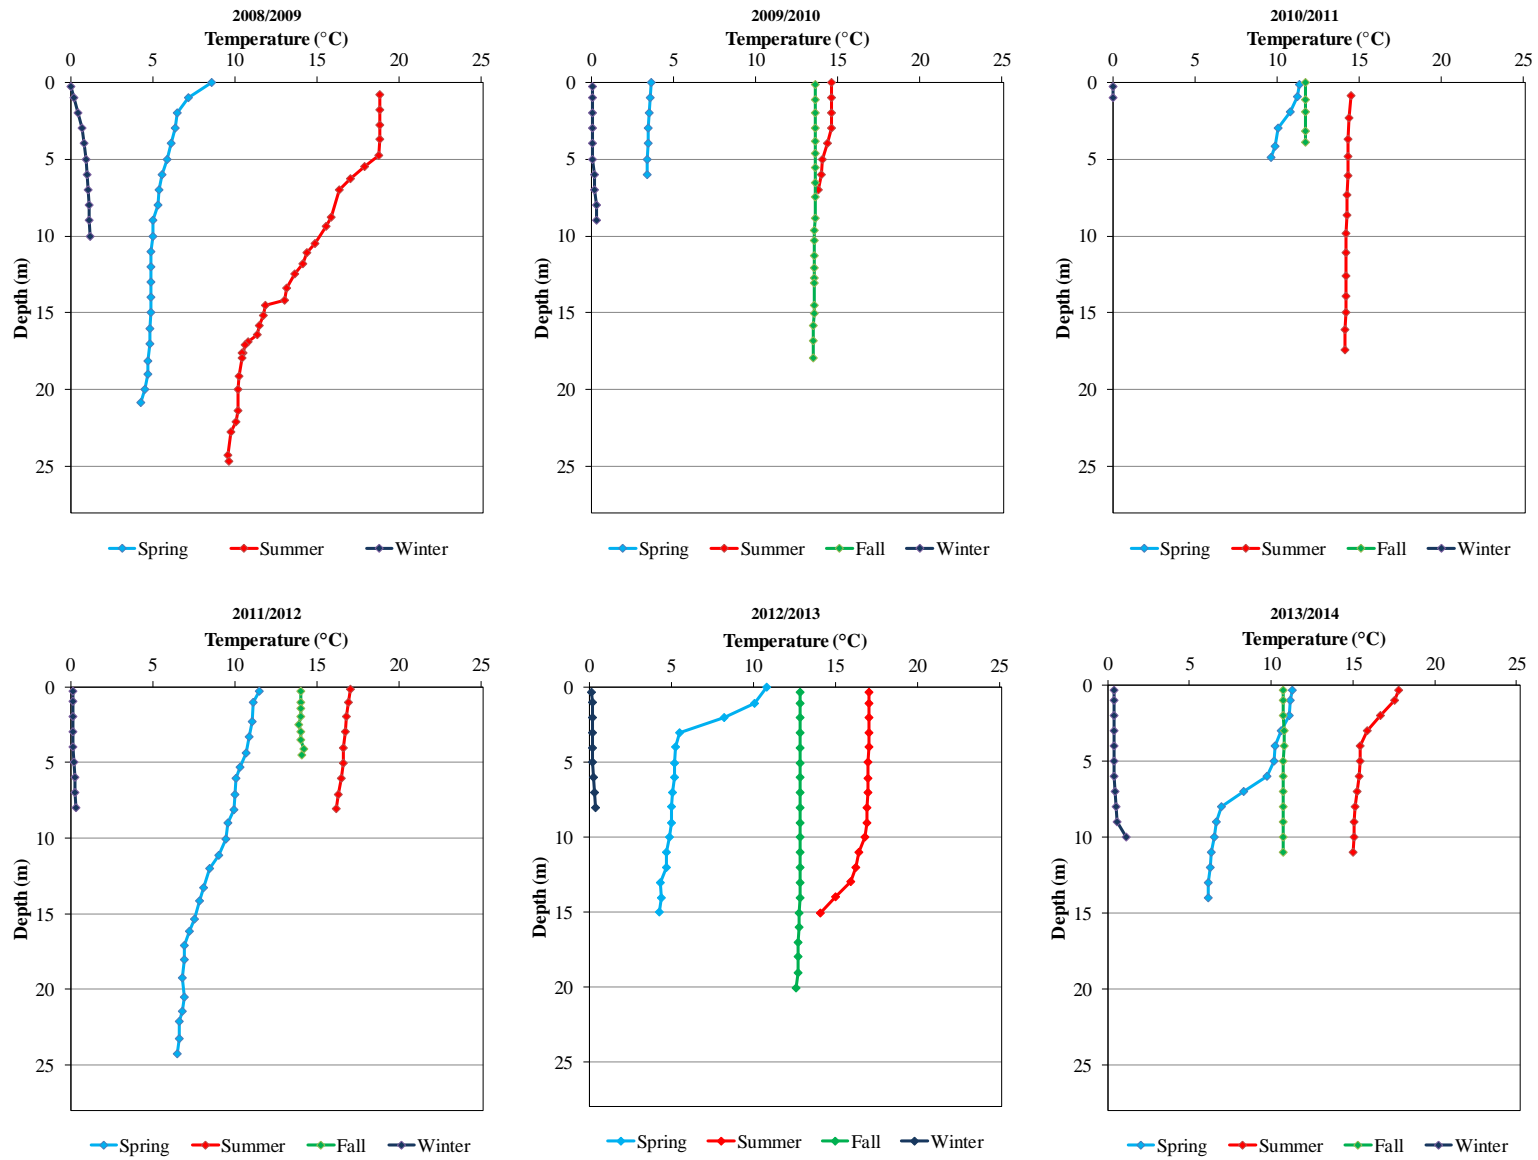 2008/2009
Temperature (°C)
0 5 10 15 20 25
0
5
10
15
20
25
Depth (m)
Spring Summer Winter
2009/2010
Temperature (°C)
0 5 10 15 20 25
0
5
10
15
20
25
Depth (m)
Spring Summer Fall Winter
2010/2011
Temperature (°C)
0 5 10 15 20 25
0
5
10
15
20
25
Depth (m)
Spring Summer Fall Winter
2011/2012
Temperature (°C)
0 5 10 15 20 25
0
5
10
15
20
25
Depth (m)
Spring Summer Fall Winter
2012/2013
Temperature (°C)
0 5 10 15 20 25
0
5
10
15
20
25
Depth (m)
Spring Summer Fall Winter
2013/2014
Temperature (°C)
0 5 10 15 20 25
0
5
10
15
20
25
Depth (m)
Spring Summer Fall Winter